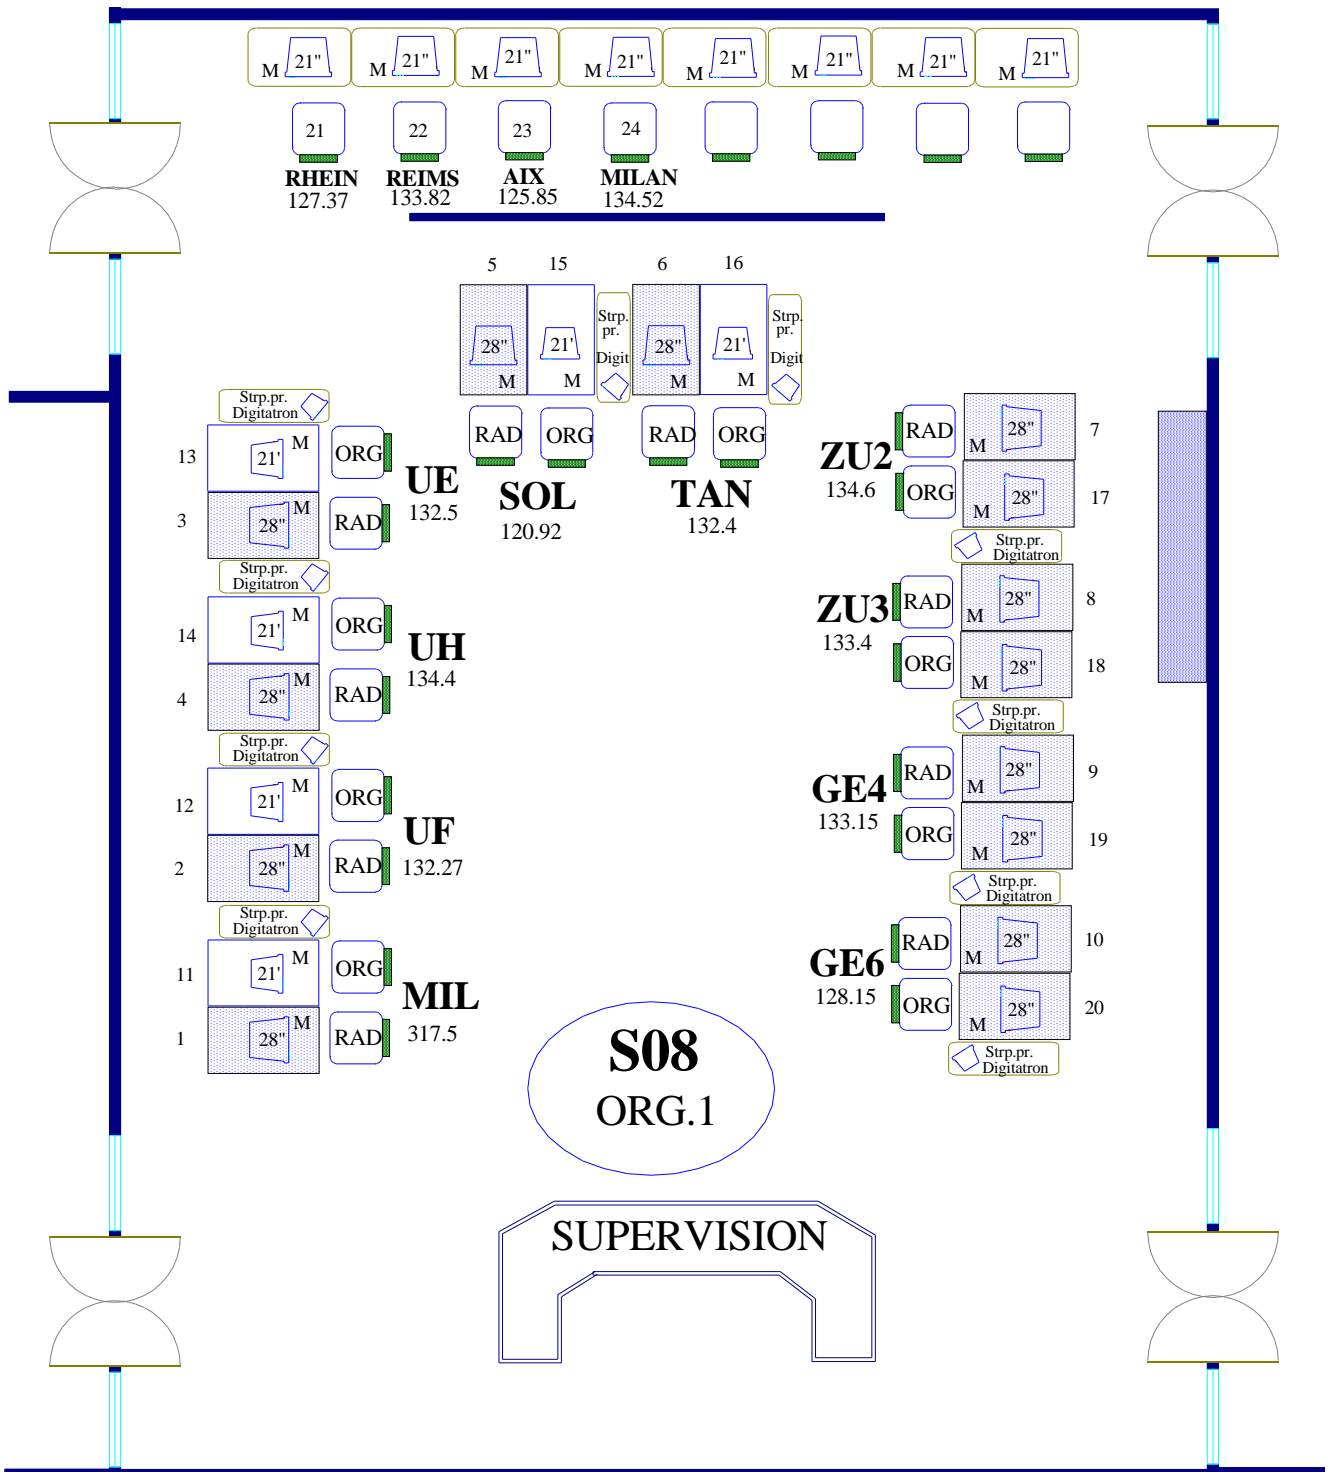 M 21" M 21" M 21" M 21" M 21" M 21" M 21" M 21"
21 22 23 24
RHEIN REIMS AIX MILAN
127.37 133.82 125.85 134.52
5 15 6 16
28" M 21' M Strp. pr. Digit 28" M 21' M Strp. pr. Digit
RAD ORG RAD ORG
SOL TAN
120.92 132.4
Strp.pr.
Digitatron
13 21' M ORG
UE
132.5
3 28" M RAD
Strp.pr.
Digitatron
14 21' M ORG
UH
134.4
4 28" M RAD
Strp.pr.
Digitatron
12 21' M ORG
UF
132.27
2 28" M RAD
Strp.pr.
Digitatron
11 21' M ORG
MIL
317.5
1 28" M RAD
RAD M 28" 7
ZU2
134.6
ORG M 28" 17
Strp.pr.
Digitatron
RAD M 28" 8
ZU3
133.4
ORG M 28" 18
Strp.pr.
Digitatron
RAD M 28" 9
GE4
133.15
ORG M 28" 19
Strp.pr.
Digitatron
RAD M 28" 10
GE6
128.15
ORG M 28" 20
Strp.pr.
Digitatron
S08
ORG.1
SUPERVISION